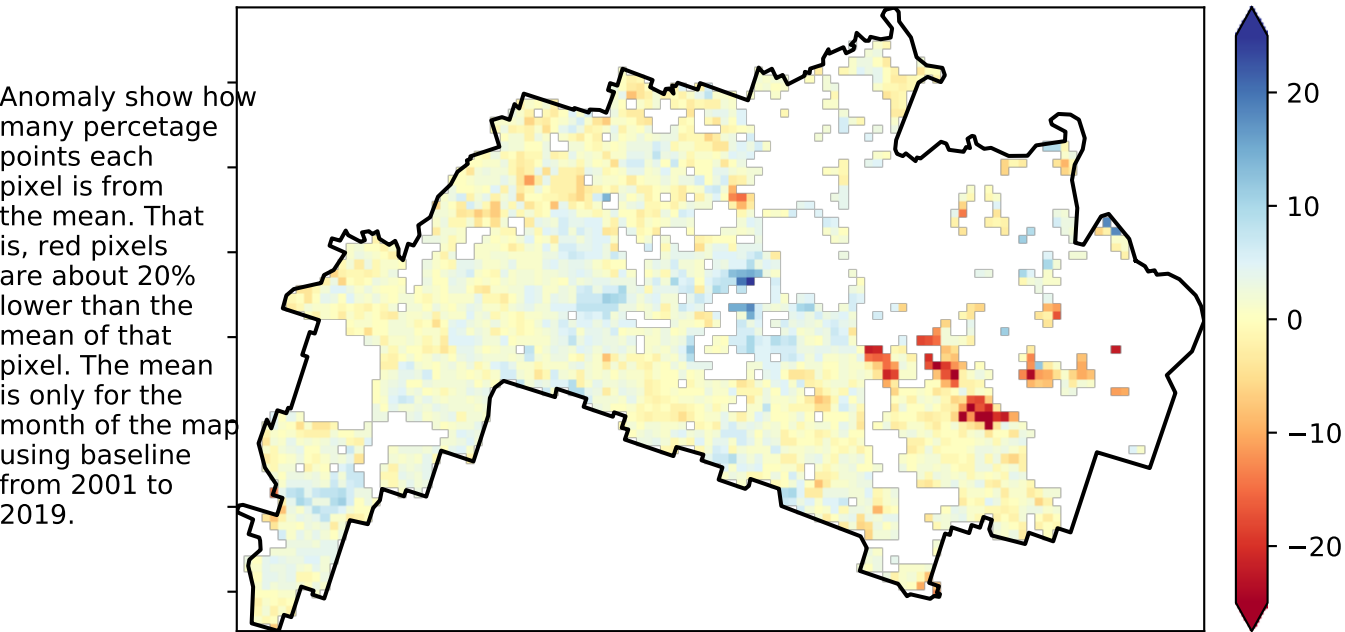 Anomaly show how
many percetage
points each
pixel is from
the mean. That
is, red pixels
are about 20%
lower than the
mean of that
pixel. The mean
is only for the
month of the map
using baseline
from 2001 to
2019.
20
10
0
−10
−20